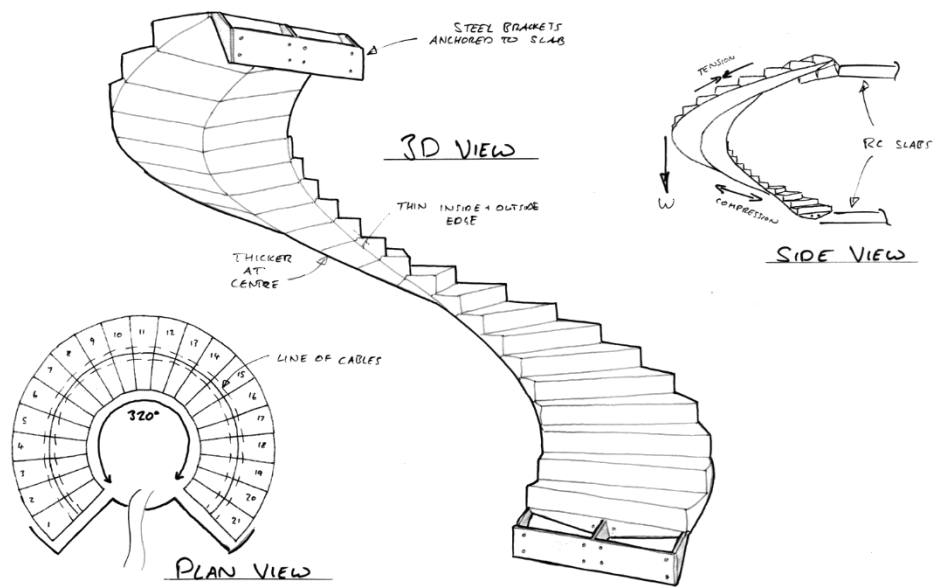 STEEL BRACKETS
ANCHORED TO SLAB
3D VIEW
THIN INSIDE + OUTSIDE
EDGE
THICKER
AT
CENTRE
TENSION
W
COMPRESSION
RC SLABS
SIDE VIEW
LINE OF CABLES
320°
1
2
3
4
5
6
7
8
9
10
11
12
13
14
15
16
17
18
19
20
21
PLAN VIEW